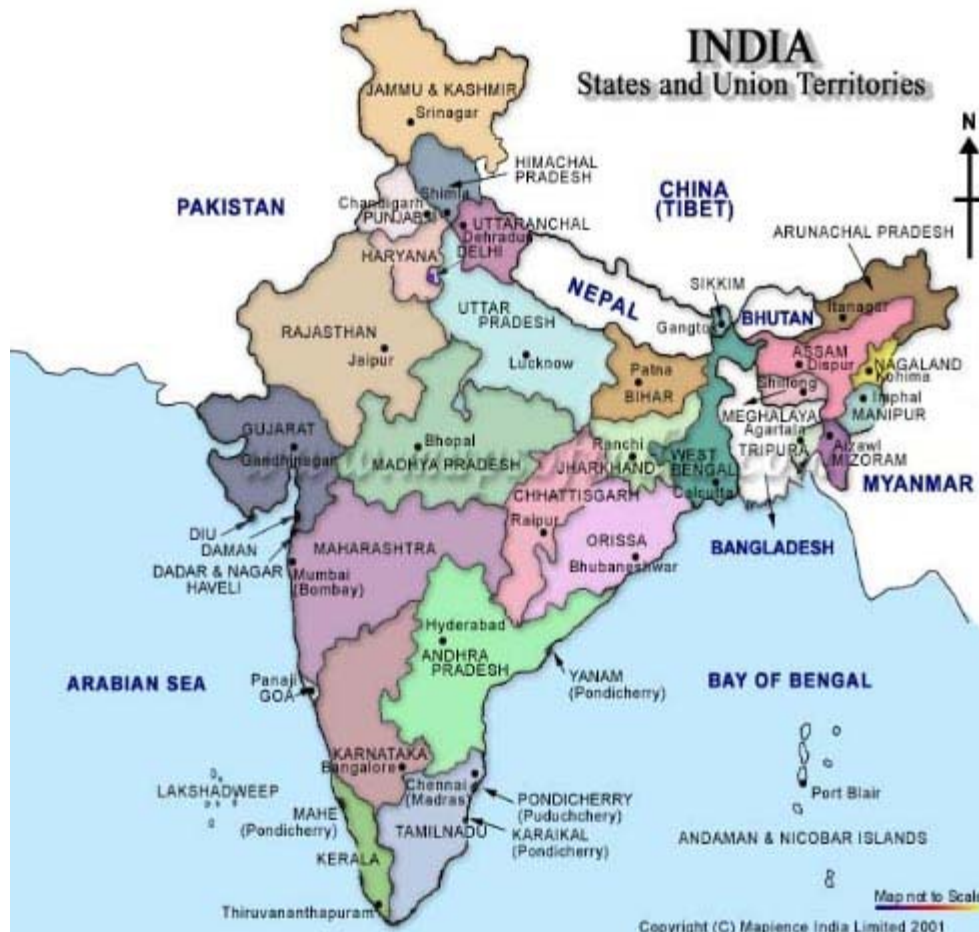 INDIA
States and Union Territories
N
JAMMU & KASHMIR
Srinagar
HIMACHAL
PRADESH
CHINA
(TIBET)
PAKISTAN
Shimla
Chandigarh
PUNJAB
UTTARANCHAL
Dehradun
ARUNACHAL PRADESH
HARYANA
DELHI
SIKKIM
NEPAL
BHUTAN
Itanagar
UTTAR
PRADESH
Gangto
RAJASTHAN
Jaipur
Lucknow
ASSAM
Dispur
NAGALAND
Kohima
Patna
BIHAR
Shillong
Imphal
MANIPUR
MEGHALAYA
Agartala
TRIPURA
Aizawl
MIZORAM
GUJARAT
Gandhinagar
Bhopal
MADHYA PRADESH
Ranchi
JHARKHAND
WEST
BENGAL
Calcutta
MYANMAR
CHHATTISGARH
Raipur
DIU
DAMAN
DADAR & NAGAR
HAVELI
MAHARASHTRA
ORISSA
Bhubaneshwar
BANGLADESH
Mumbai
(Bombay)
Hyderabad
ANDHRA
PRADESH
YANAM
(Pondicherry)
ARABIAN SEA
Panaji
GOA
BAY OF BENGAL
KARNATAKA
Bangalore
LAKSHADWEEP
Chennai
(Madras)
PONDICHERRY
(Puduchchery)
Port Blair
MAHE
(Pondicherry)
TAMILNADU
KARAIKAL
(Pondicherry)
ANDAMAN & NICOBAR ISLANDS
KERALA
Thiruvananthapuram
Map not to Scale
Copyright (C) Mapience India Limited 2001